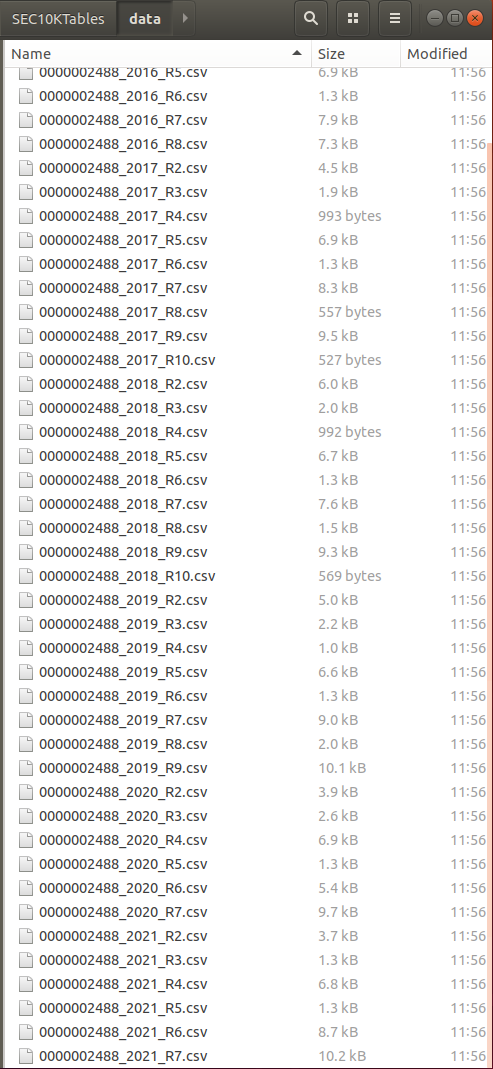 SEC10KTables data
Name Size Modified
0000002488_2016_R5.csv 6.9 kB 11:56
0000002488_2016_R6.csv 1.3 kB 11:56
0000002488_2016_R7.csv 7.9 kB 11:56
0000002488_2016_R8.csv 7.3 kB 11:56
0000002488_2017_R2.csv 4.5 kB 11:56
0000002488_2017_R3.csv 1.9 kB 11:56
0000002488_2017_R4.csv 993 bytes 11:56
0000002488_2017_R5.csv 6.9 kB 11:56
0000002488_2017_R6.csv 1.3 kB 11:56
0000002488_2017_R7.csv 8.3 kB 11:56
0000002488_2017_R8.csv 557 bytes 11:56
0000002488_2017_R9.csv 9.5 kB 11:56
0000002488_2017_R10.csv 527 bytes 11:56
0000002488_2018_R2.csv 6.0 kB 11:56
0000002488_2018_R3.csv 2.0 kB 11:56
0000002488_2018_R4.csv 992 bytes 11:56
0000002488_2018_R5.csv 6.7 kB 11:56
0000002488_2018_R6.csv 1.3 kB 11:56
0000002488_2018_R7.csv 7.6 kB 11:56
0000002488_2018_R8.csv 1.5 kB 11:56
0000002488_2018_R9.csv 9.3 kB 11:56
0000002488_2018_R10.csv 569 bytes 11:56
0000002488_2019_R2.csv 5.0 kB 11:56
0000002488_2019_R3.csv 2.2 kB 11:56
0000002488_2019_R4.csv 1.0 kB 11:56
0000002488_2019_R5.csv 6.6 kB 11:56
0000002488_2019_R6.csv 1.3 kB 11:56
0000002488_2019_R7.csv 9.0 kB 11:56
0000002488_2019_R8.csv 2.0 kB 11:56
0000002488_2019_R9.csv 10.1 kB 11:56
0000002488_2020_R2.csv 3.9 kB 11:56
0000002488_2020_R3.csv 2.6 kB 11:56
0000002488_2020_R4.csv 6.9 kB 11:56
0000002488_2020_R5.csv 1.3 kB 11:56
0000002488_2020_R6.csv 5.4 kB 11:56
0000002488_2020_R7.csv 9.7 kB 11:56
0000002488_2021_R2.csv 3.7 kB 11:56
0000002488_2021_R3.csv 1.3 kB 11:56
0000002488_2021_R4.csv 6.8 kB 11:56
0000002488_2021_R5.csv 1.3 kB 11:56
0000002488_2021_R6.csv 8.7 kB 11:56
0000002488_2021_R7.csv 10.2 kB 11:56